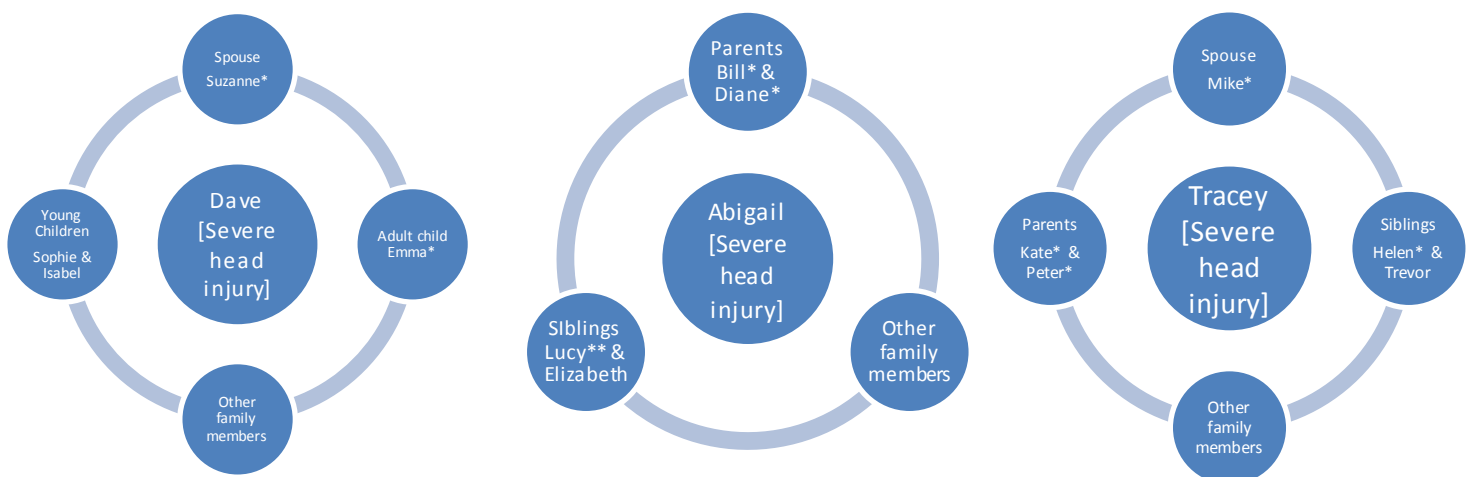 Spouse
Suzanne*
Young
Children
Sophie &
Isabel
Dave
[Severe
head
injury]
Adult child
Emma*
Other
family
members
Parents
Bill* &
Diane*
Abigail
[Severe
head
injury]
SIblings
Lucy** &
Elizabeth
Other
family
members
Spouse
Mike*
Parents
Kate* &
Peter*
Tracey
[Severe
head
injury]
Siblings
Helen* &
Trevor
Other
family
members